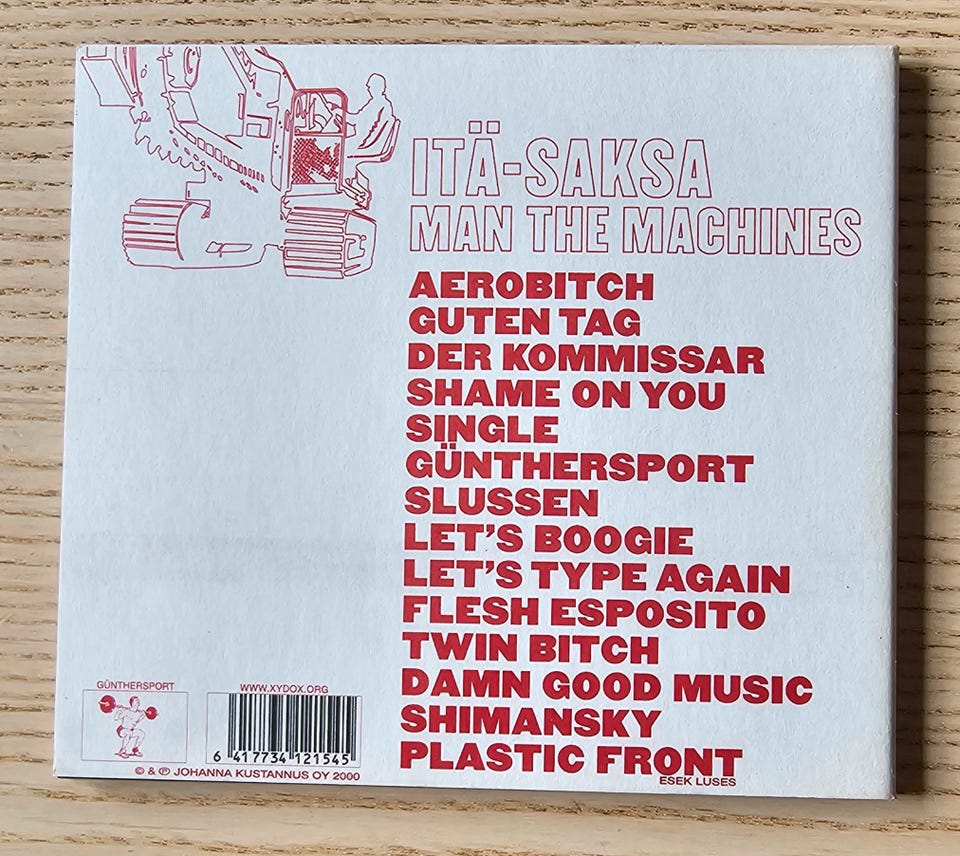 ITÄ-SAKSA
MAN THE MACHINES
AEROBITCH
GUTEN TAG
DER KOMMISSAR
SHAME ON YOU
SINGLE
GÜNTHERSPORT
SLUSSEN
LET'S BOOGIE
LET'S TYPE AGAIN
FLESH ESPOSITO
TWIN BITCH
DAMN GOOD MUSIC
SHIMANSKY
PLASTIC FRONT
ESEK LUSES
GÜNTHERSPORT
WWW.XYDOX.ORG
6 417734 121545
© & ℗ JOHANNA KUSTANNUS OY 2000